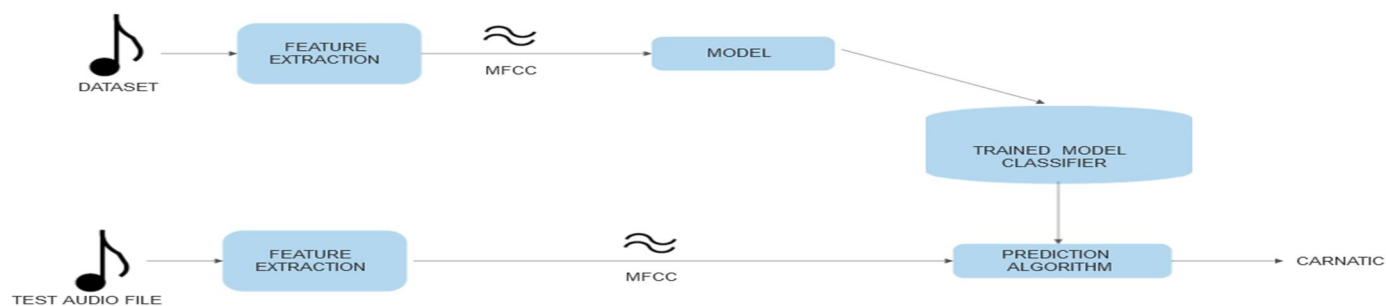 FEATURE
EXTRACTION
MFCC
MODEL
DATASET
TRAINED MODEL
CLASSIFIER
FEATURE
EXTRACTION
MFCC
PREDICTION
ALGORITHM
CARNATIC
TEST AUDIO FILE